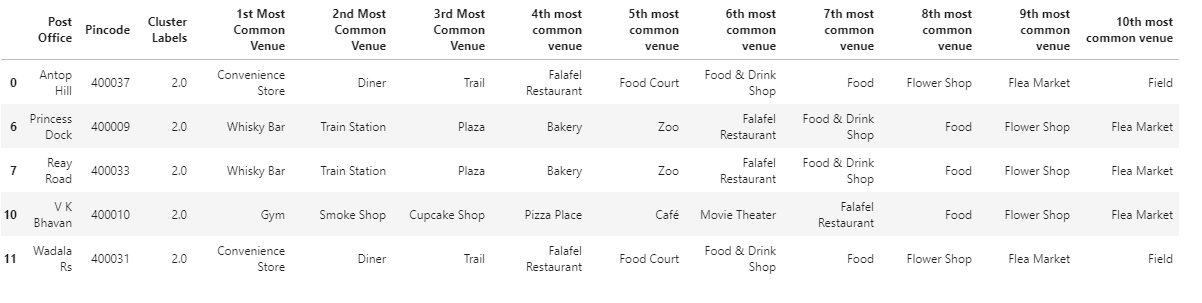 Post Office Pincode Cluster Labels 1st Most Common Venue 2nd Most Common Venue 3rd Most Common Venue 4th most common venue 5th most common venue 6th most common venue 7th most common venue 8th most common venue 9th most common venue 10th most common venue
0 Antop Hill 400037 2.0 Convenience Store Diner Trail Falafel Restaurant Food Court Food & Drink Shop Food Flower Shop Flea Market Field
6 Princess Dock 400009 2.0 Whisky Bar Train Station Plaza Bakery Zoo Falafel Restaurant Food & Drink Shop Food Flower Shop Flea Market
7 Reay Road 400033 2.0 Whisky Bar Train Station Plaza Bakery Zoo Falafel Restaurant Food & Drink Shop Food Flower Shop Flea Market
10 V K Bhavan 400010 2.0 Gym Smoke Shop Cupcake Shop Pizza Place Café Movie Theater Falafel Restaurant Food Flower Shop Flea Market
11 Wadala Rs 400031 2.0 Convenience Store Diner Trail Falafel Restaurant Food Court Food & Drink Shop Food Flower Shop Flea Market Field